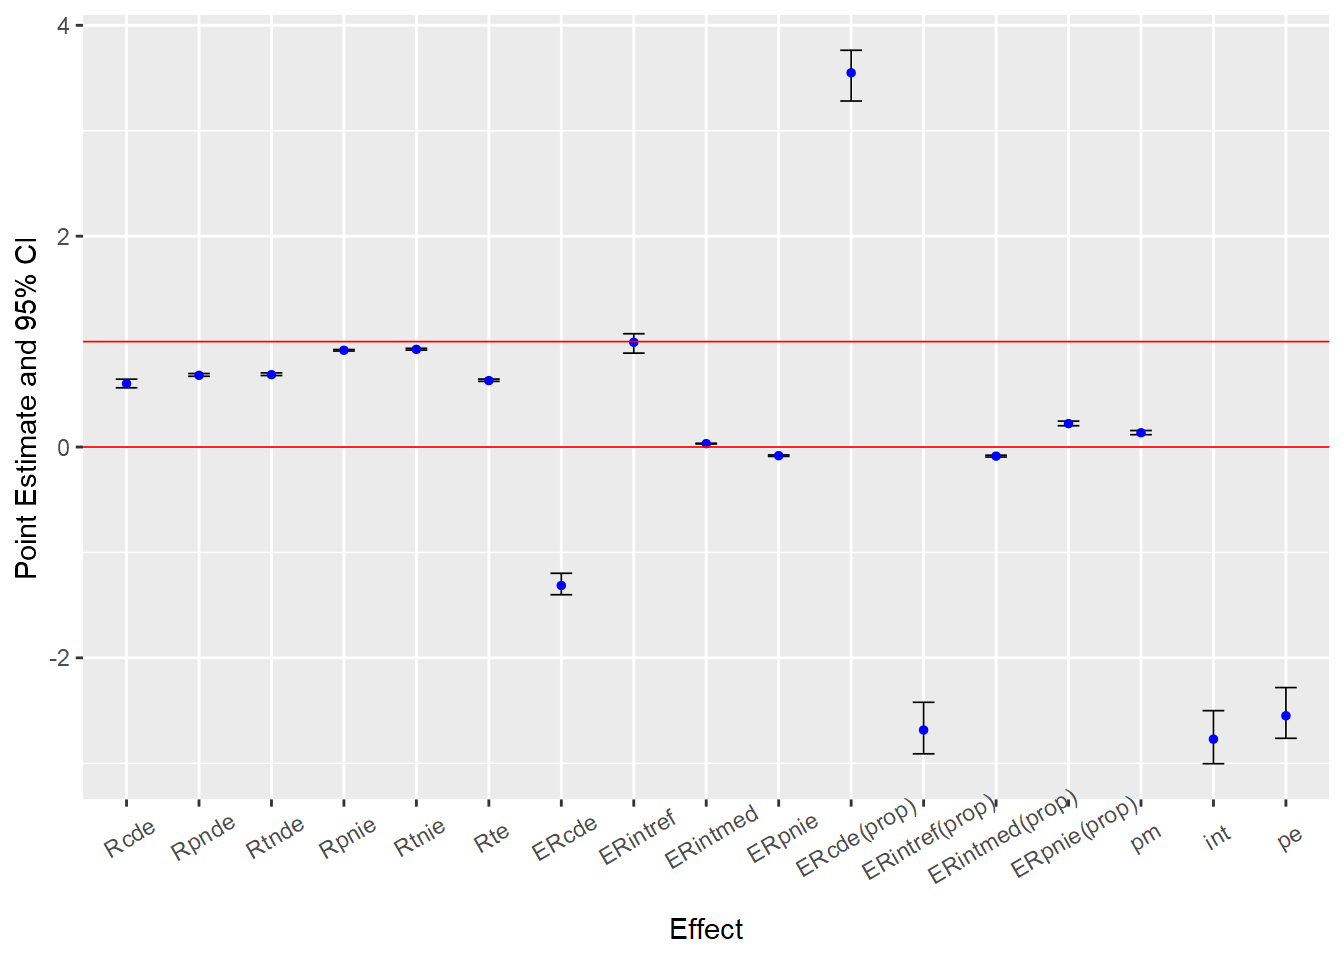 Point Estimate and 95% CI
4
2
0
-2
Rcde
Rpnde
Rtnde
Rpnie
Rtnie
Rte
ERcde
ERintref
ERintmed
ERpnie
ERcde(prop)
ERintref(prop)
ERintmed(prop)
ERpnie(prop)
pm
int
pe
Effect